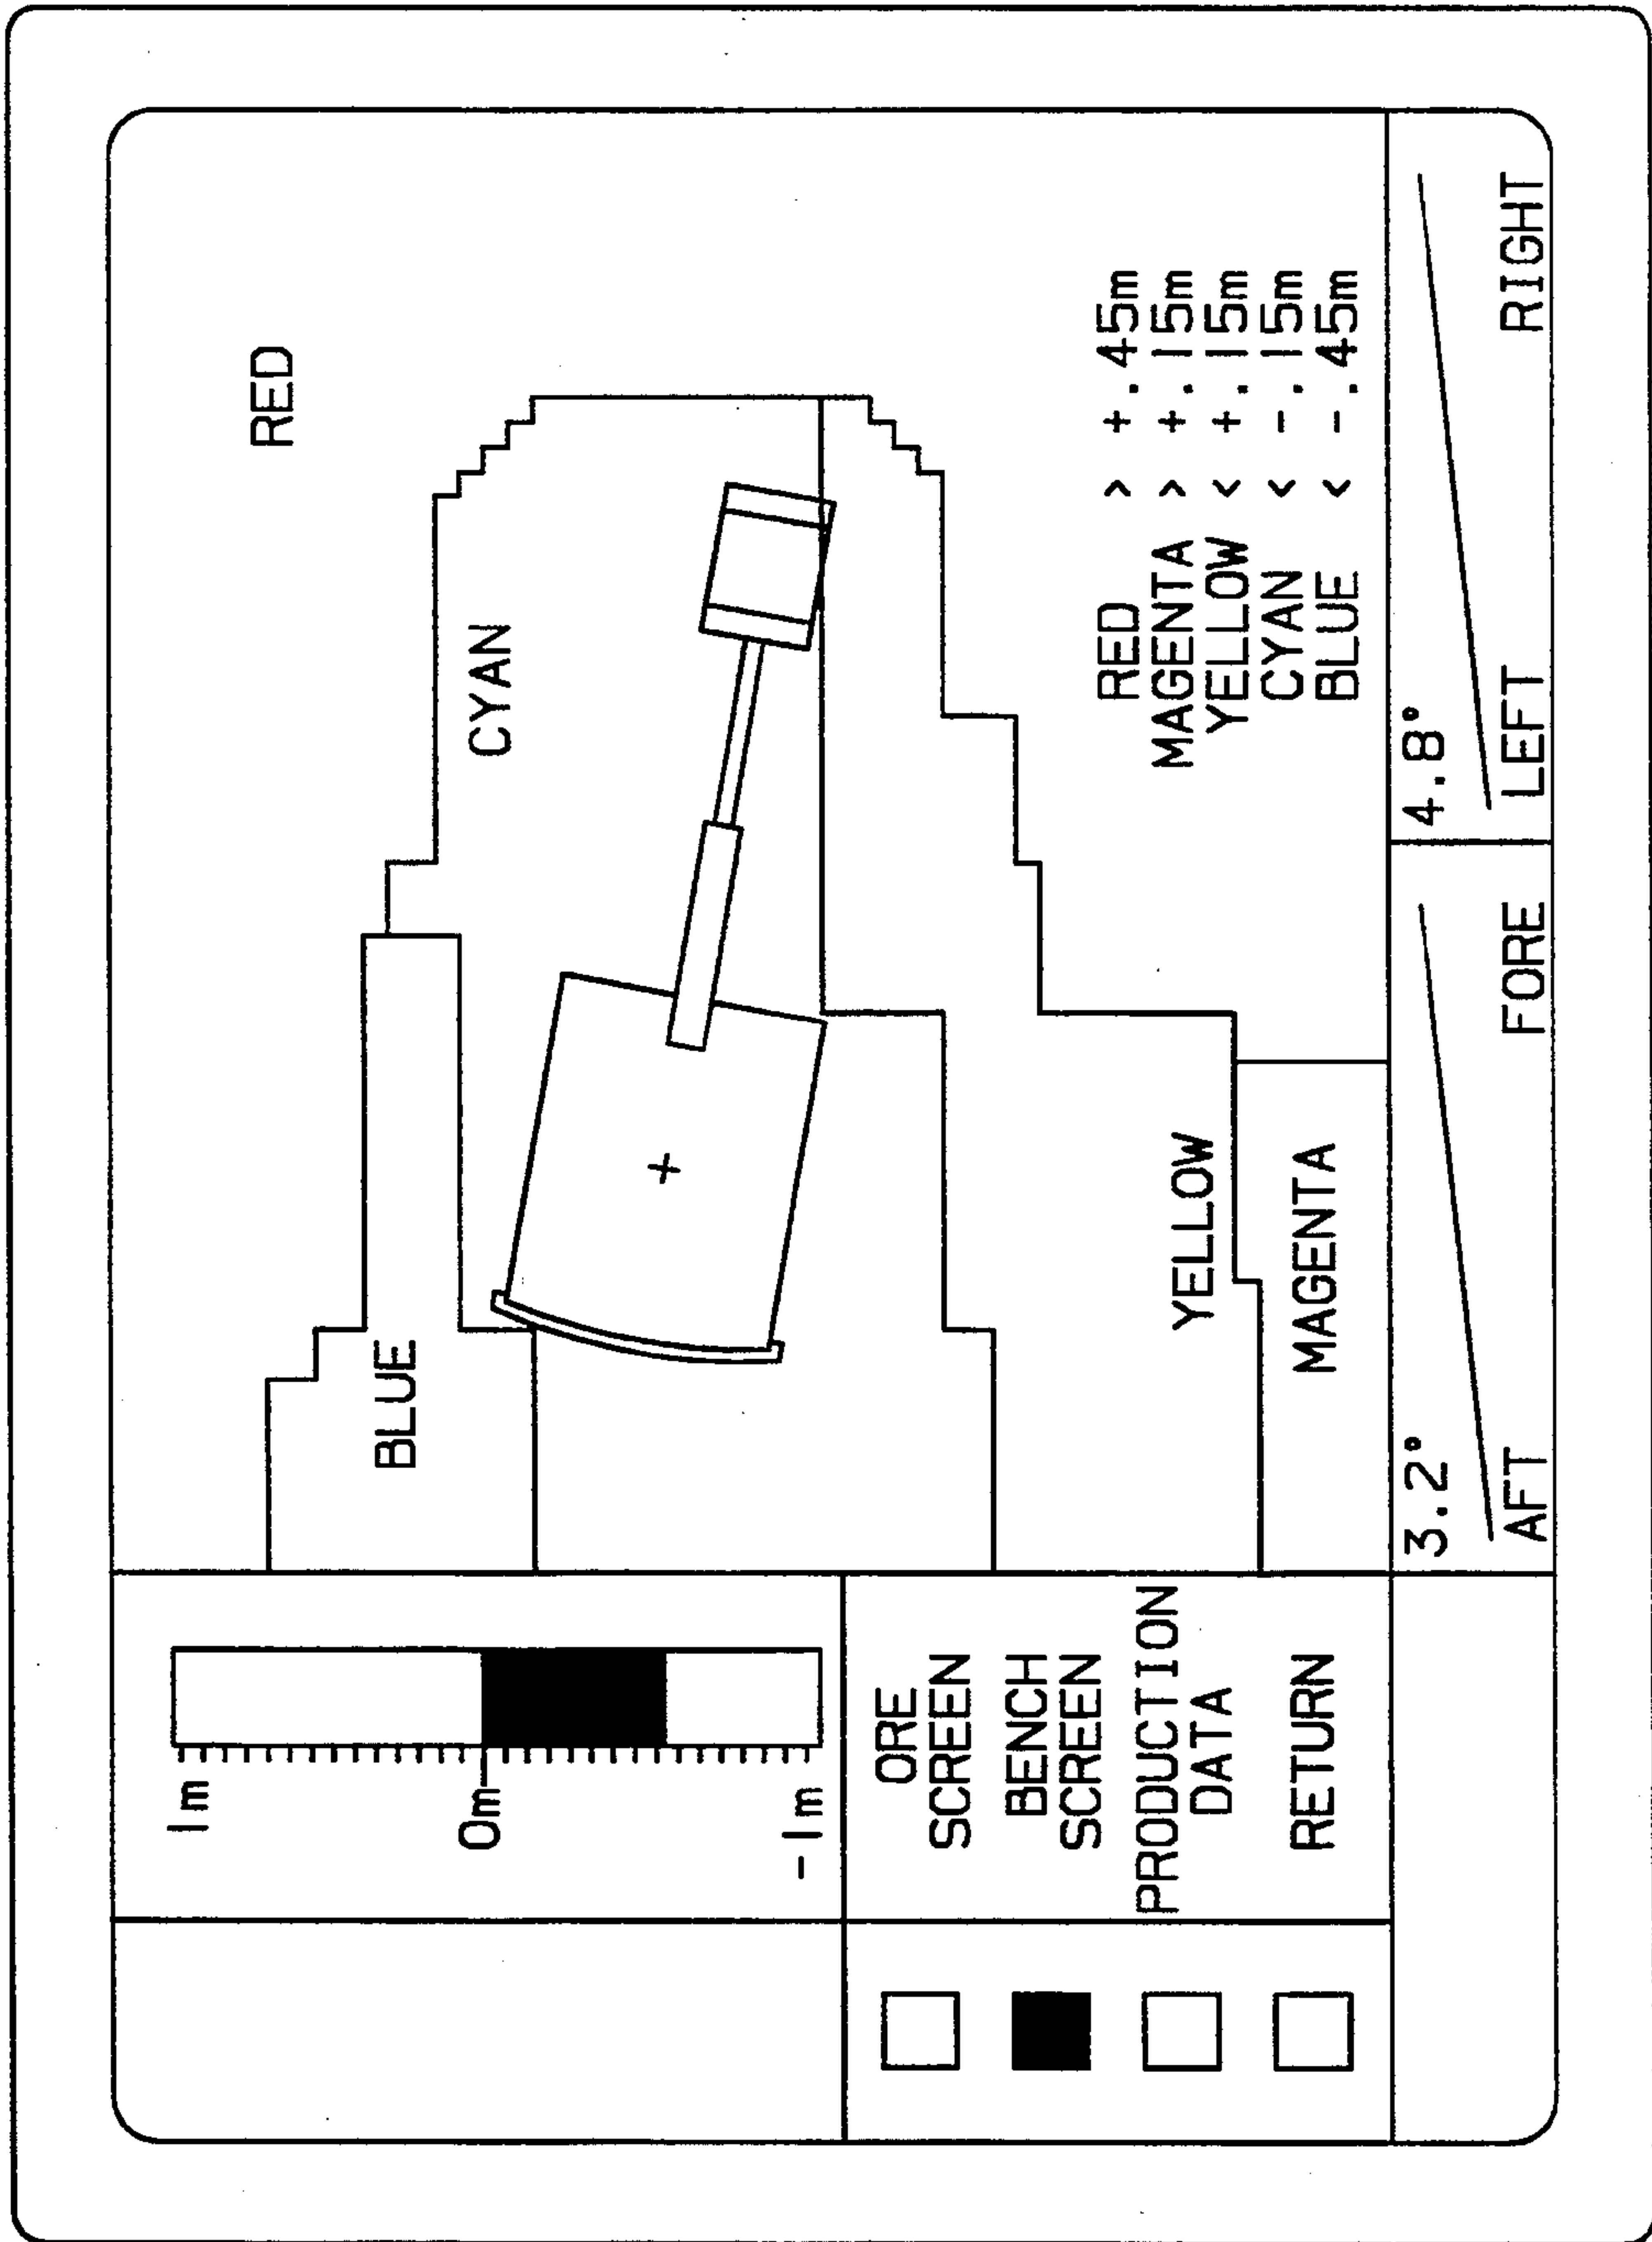 1m
0m
-1m
ORE
SCREEN
BENCH
SCREEN
PRODUCTION
DATA
RETURN
RED
CYAN
BLUE
YELLOW
MAGENTA
RED > +.45m
MAGENTA > +.15m
YELLOW < +.15m
CYAN < -.15m
BLUE < -.45m
3.2°
AFT FORE
4.8°
LEFT RIGHT